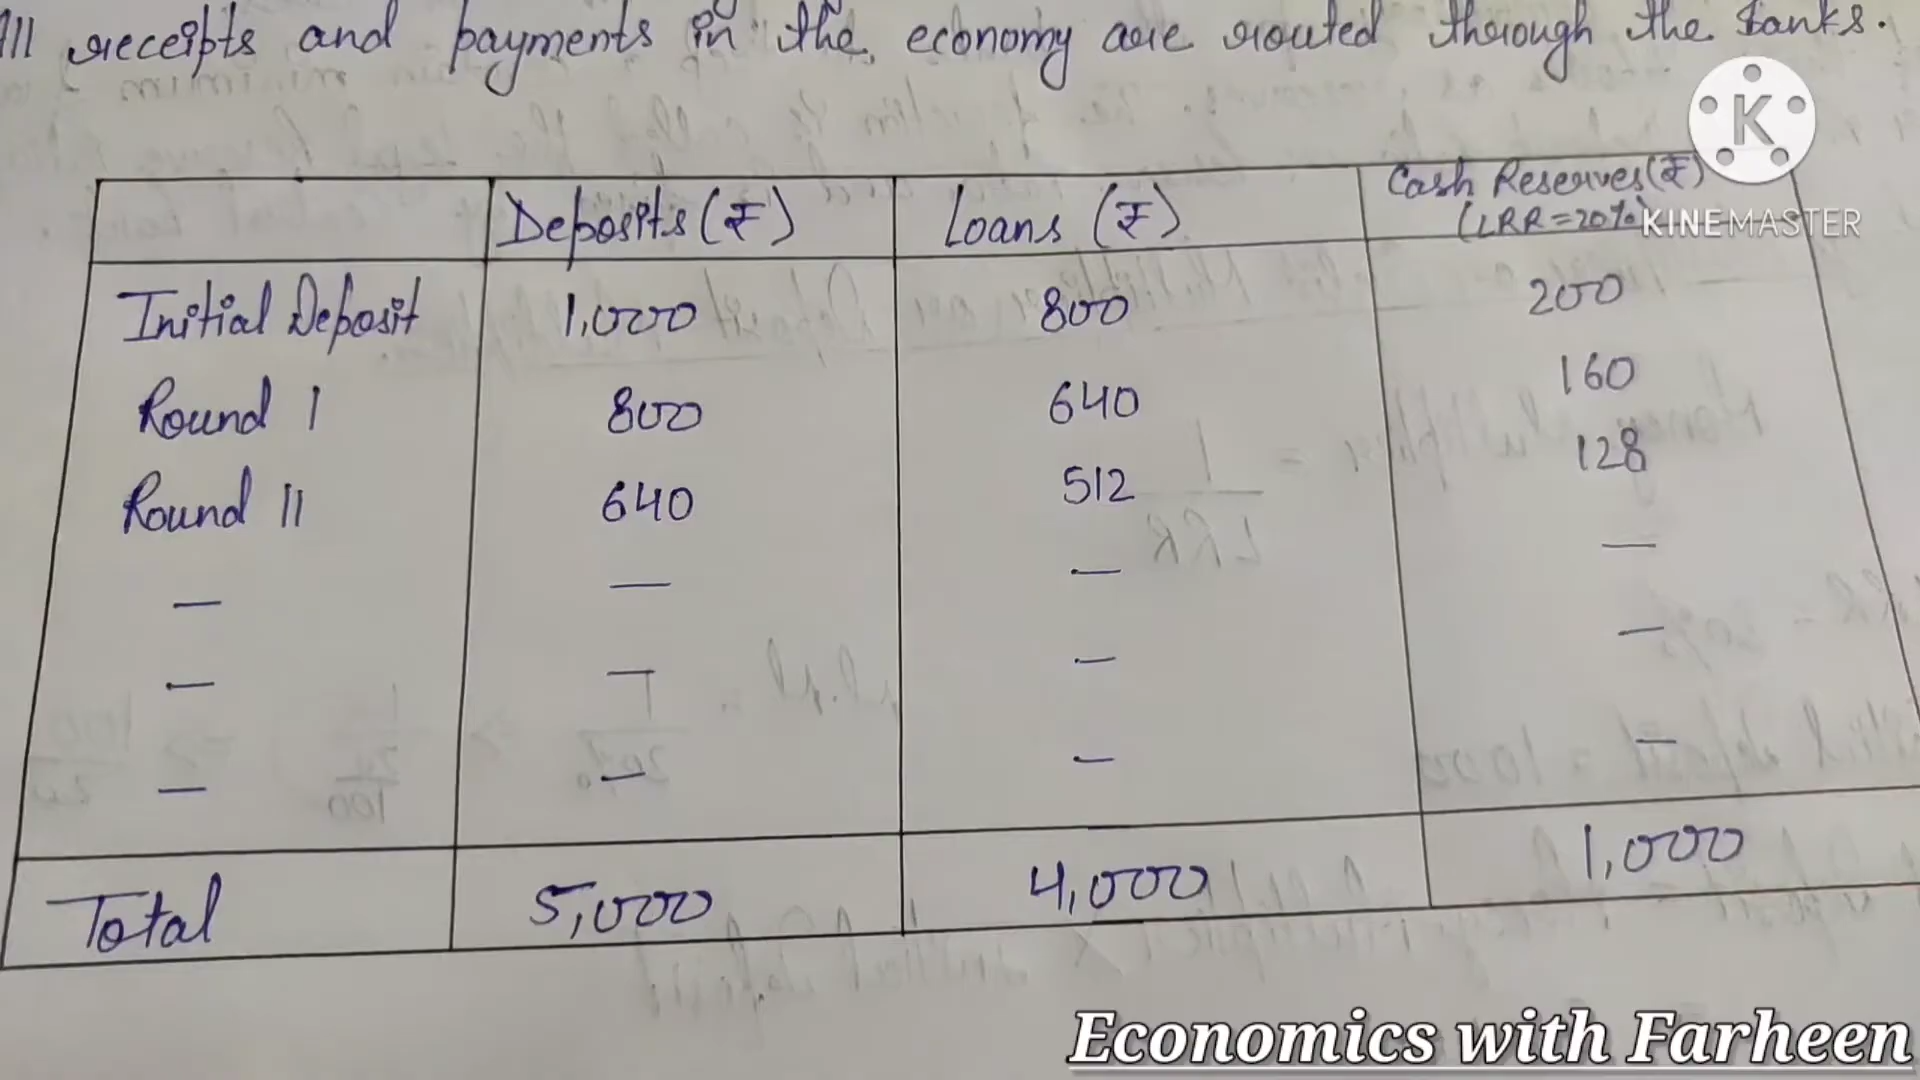 All receipts and payments in the economy are routed through the banks.
K
KINEMASTER
Deposits (₹) Loans (₹) Cash Reserves (₹) (LRR = 20%)
Initial Deposit 1,000 800 200
Round I 800 640 160
Round II 640 512 128
— — — —
— — — —
— — — —
Total 5,000 4,000 1,000
Economics with Farheen